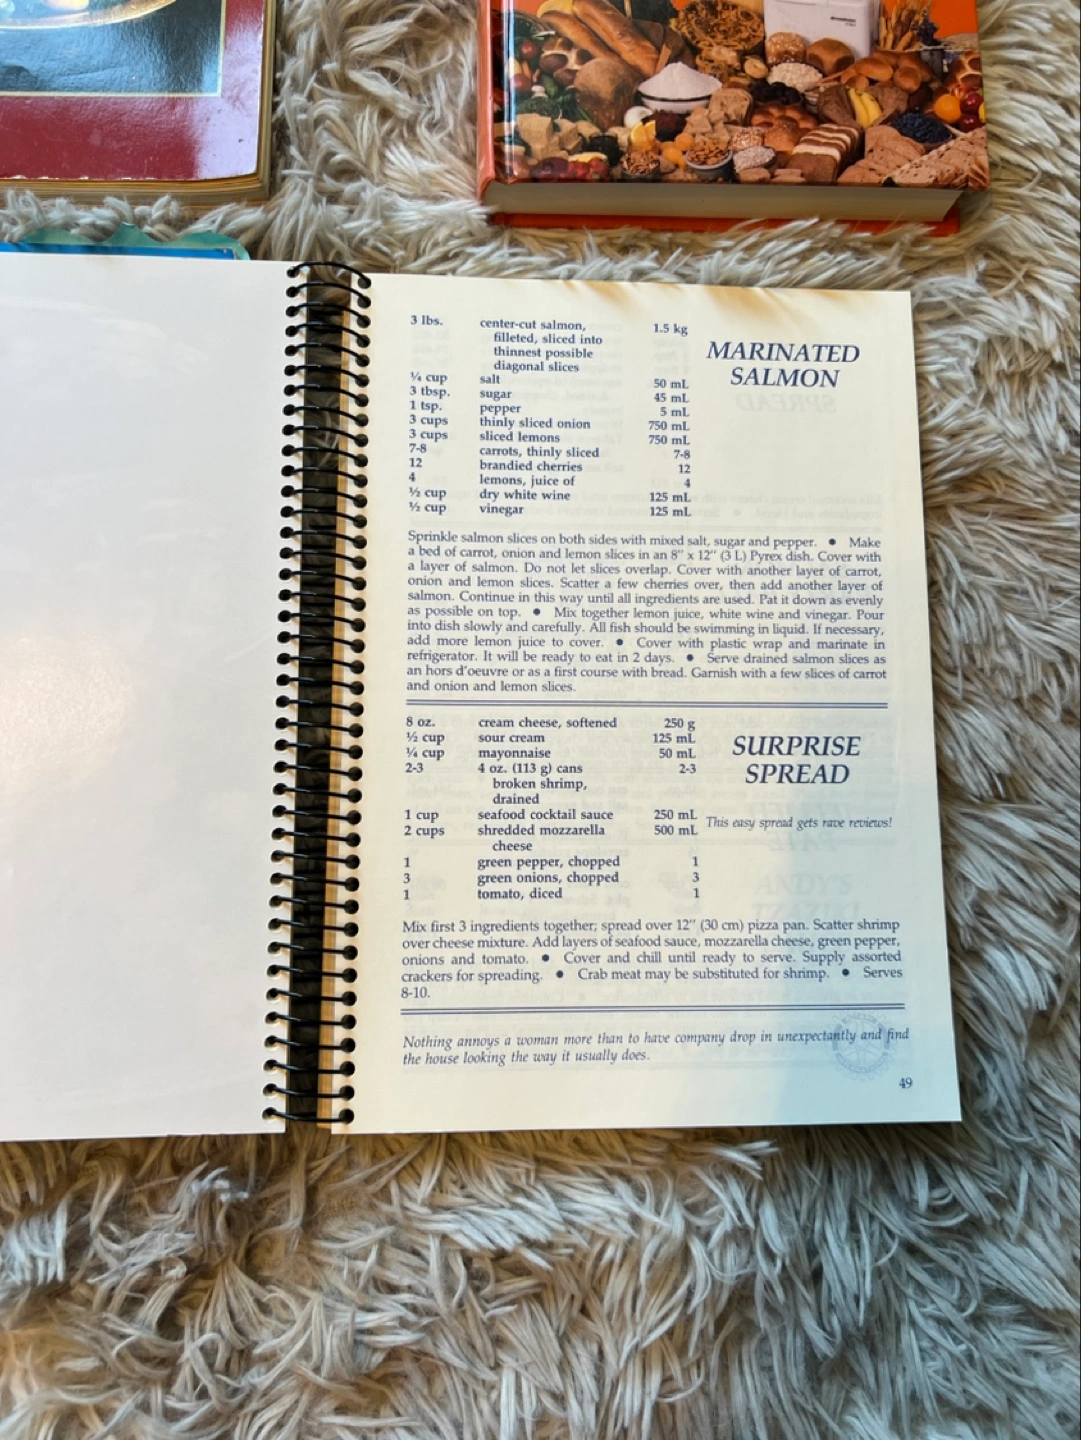 3 lbs. center-cut salmon, 1.5 kg
filleted, sliced into
thinnest possible
diagonal slices
¼ cup salt 50 mL
3 tbsp. sugar 45 mL
1 tsp. pepper 5 mL
3 cups thinly sliced onion 750 mL
3 cups sliced lemons 750 mL
7-8 carrots, thinly sliced 7-8
12 brandied cherries 12
4 lemons, juice of 4
½ cup dry white wine 125 mL
½ cup vinegar 125 mL
MARINATED
SALMON
Sprinkle salmon slices on both sides with mixed salt, sugar and pepper. ● Make
a bed of carrot, onion and lemon slices in an 8" x 12" (3 L) Pyrex dish. Cover with
a layer of salmon. Do not let slices overlap. Cover with another layer of carrot,
onion and lemon slices. Scatter a few cherries over, then add another layer of
salmon. Continue in this way until all ingredients are used. Pat it down as evenly
as possible on top. ● Mix together lemon juice, white wine and vinegar. Pour
into dish slowly and carefully. All fish should be swimming in liquid. If necessary,
add more lemon juice to cover. ● Cover with plastic wrap and marinate in
refrigerator. It will be ready to eat in 2 days. ● Serve drained salmon slices as
an hors d'oeuvre or as a first course with bread. Garnish with a few slices of carrot
and onion and lemon slices.
8 oz. cream cheese, softened 250 g
½ cup sour cream 125 mL
¼ cup mayonnaise 50 mL
2-3 4 oz. (113 g) cans 2-3
broken shrimp,
drained
1 cup seafood cocktail sauce 250 mL
2 cups shredded mozzarella 500 mL
cheese
1 green pepper, chopped 1
3 green onions, chopped 3
1 tomato, diced 1
SURPRISE
SPREAD
This easy spread gets rave reviews!
Mix first 3 ingredients together; spread over 12" (30 cm) pizza pan. Scatter shrimp
over cheese mixture. Add layers of seafood sauce, mozzarella cheese, green pepper,
onions and tomato. ● Cover and chill until ready to serve. Supply assorted
crackers for spreading. ● Crab meat may be substituted for shrimp. ● Serves
8-10.
Nothing annoys a woman more than to have company drop in unexpectantly and find
the house looking the way it usually does.
49